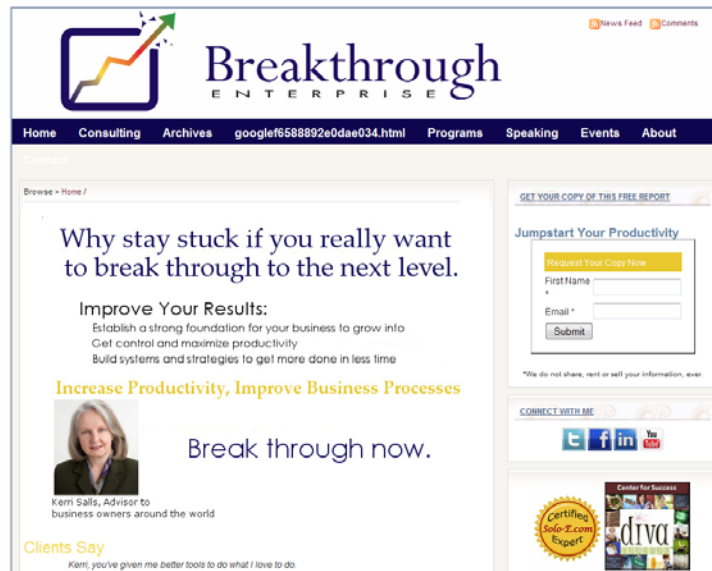 News Feed Comments
Breakthrough
ENTERPRISE
Home Consulting Archives googlef6588892e0dae034.html Programs Speaking Events About
Contact
Browse > Home /
Why stay stuck if you really want
to break through to the next level.
Improve Your Results:
Establish a strong foundation for your business to grow into
Get control and maximize productivity
Build systems and strategies to get more done in less time
Increase Productivity, Improve Business Processes
Break through now.
Kerri Salls, Advisor to
business owners around the world
Clients Say
Kerri, you've given me better tools to do what I love to do.
GET YOUR COPY OF THIS FREE REPORT
Jumpstart Your Productivity
Request Your Copy Now
First Name
*
Email *
Submit
*We do not share, rent or sell your information, ever.
CONNECT WITH ME
t f in You Tube
Certified
Solo-E.com
Expert
Center for Success
diva